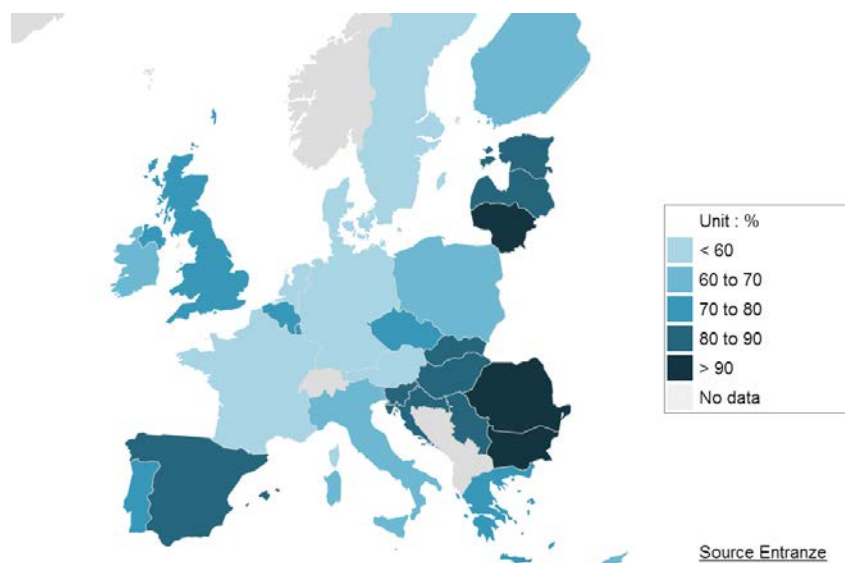 Unit : %
< 60
60 to 70
70 to 80
80 to 90
> 90
No data
Source Entranze